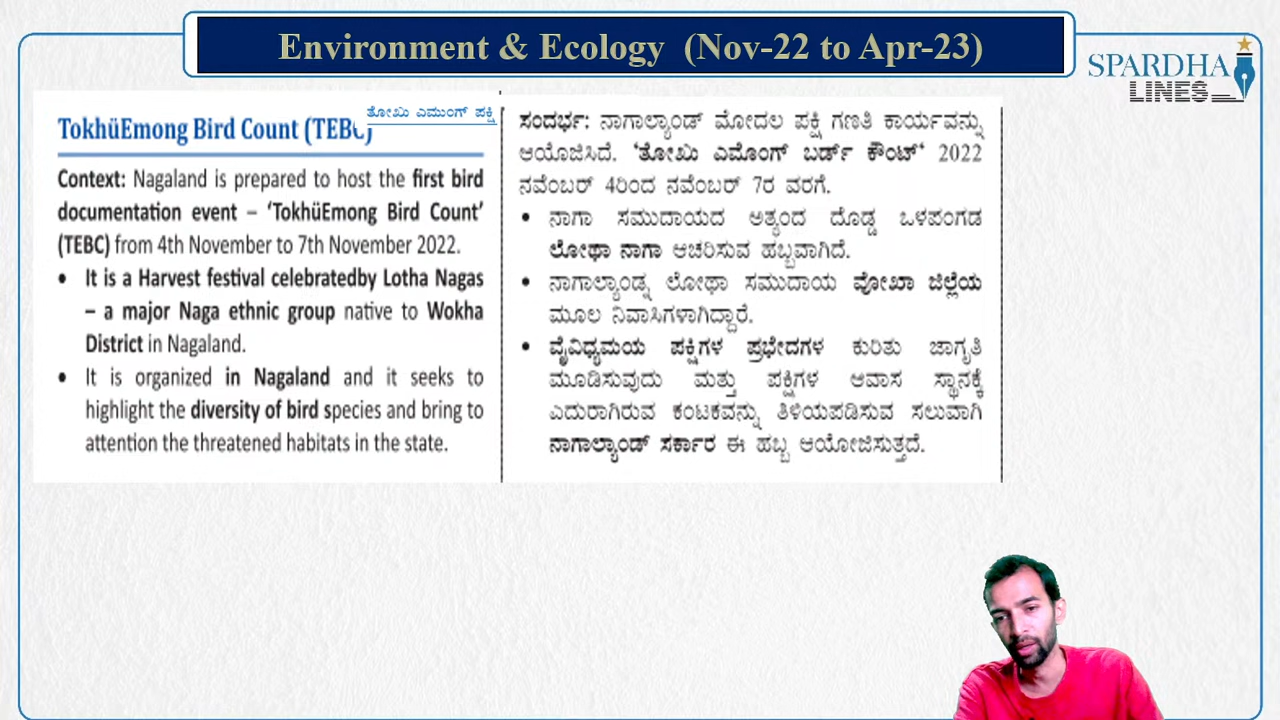 Environment & Ecology (Nov-22 to Apr-23)
SPARDHA
LINES
TokhüEmong Bird Count (TEBC)
ತೋಖು ಎಮುಂಗ್ ಪಕ್ಷಿ
Context: Nagaland is prepared to host the first bird
documentation event – 'TokhüEmong Bird Count'
(TEBC) from 4th November to 7th November 2022.
• It is a Harvest festival celebratedby Lotha Nagas
– a major Naga ethnic group native to Wokha
District in Nagaland.
• It is organized in Nagaland and it seeks to
highlight the diversity of bird species and bring to
attention the threatened habitats in the state.
ಸಂದರ್ಭ: ನಾಗಾಲ್ಯಾಂಡ್ ಮೋದಲ ಪಕ್ಷಿ ಗಣತಿ ಕಾರ್ಯವನ್ನು
ಆಯೋಜಿಸಿದೆ. 'ತೋಖು ಎಮೊಂಗ್ ಬರ್ಡ್ ಕೌಂಟ್' 2022
ನವೆಂಬರ್ 4ರಿಂದ ನವೆಂಬರ್ 7ರ ವರಗೆ.
• ನಾಗಾ ಸಮುದಾಯದ ಅತ್ಯಂದ ದೊಡ್ಡ ಒಳಪಂಗಡ
ಲೋಥಾ ನಾಗಾ ಆಚರಿಸುವ ಹಬ್ಬವಾಗಿದೆ.
• ನಾಗಾಲ್ಯಾಂಡ್ನ ಲೋಥಾ ಸಮುದಾಯ ವೋಖಾ ಜಿಲ್ಲೆಯ
ಮೂಲ ನಿವಾಸಿಗಳಾಗಿದ್ದಾರೆ.
• ವೈವಿಧ್ಯಮಯ ಪಕ್ಷಿಗಳ ಪ್ರಭೇದಗಳ ಕುರಿತು ಜಾಗೃತಿ
ಮೂಡಿಸುವುದು ಮತ್ತು ಪಕ್ಷಿಗಳ ಆವಾಸ ಸ್ಥಾನಕ್ಕೆ
ಎದುರಾಗಿರುವ ಕಂಟಕವನ್ನು ತಿಳಿಯಪಡಿಸುವ ಸಲುವಾಗಿ
ನಾಗಾಲ್ಯಾಂಡ್ ಸರ್ಕಾರ ಈ ಹಬ್ಬ ಆಯೋಜಿಸುತ್ತದೆ.